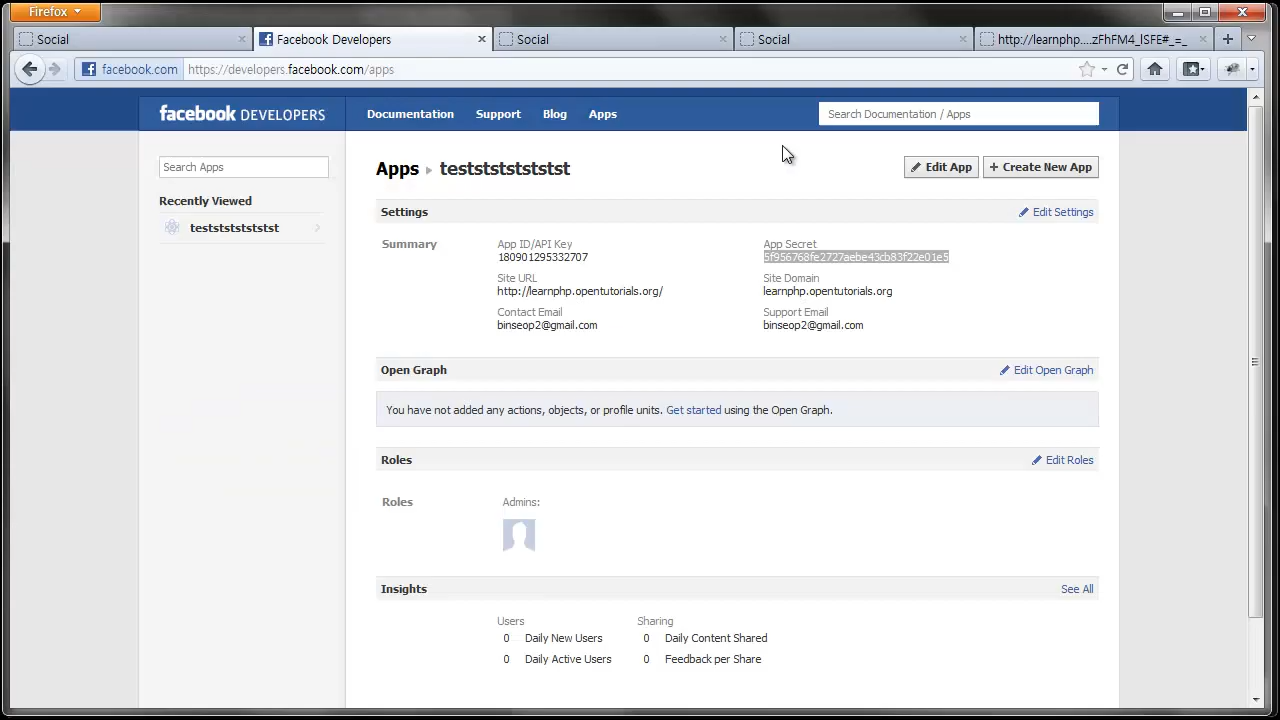 Firefox
Social
Facebook Developers
Social
Social
http://learnphp....zFhFM4_lSFE#_=_
facebook.com
https://developers.facebook.com/apps
facebook DEVELOPERS
Documentation
Support
Blog
Apps
Search Documentation / Apps
Search Apps
Recently Viewed
teststststststst
Apps
teststststststst
Edit App
+ Create New App
Settings
Edit Settings
Summary
App ID/API Key
180901295332707
App Secret
5f956768fe2727aebe43cb83f22e01e5
Site URL
http://learnphp.opentutorials.org/
Site Domain
learnphp.opentutorials.org
Contact Email
binseop2@gmail.com
Support Email
binseop2@gmail.com
Open Graph
Edit Open Graph
You have not added any actions, objects, or profile units. Get started using the Open Graph.
Roles
Edit Roles
Roles
Admins:
Insights
See All
Users
Sharing
0 Daily New Users
0 Daily Content Shared
0 Daily Active Users
0 Feedback per Share